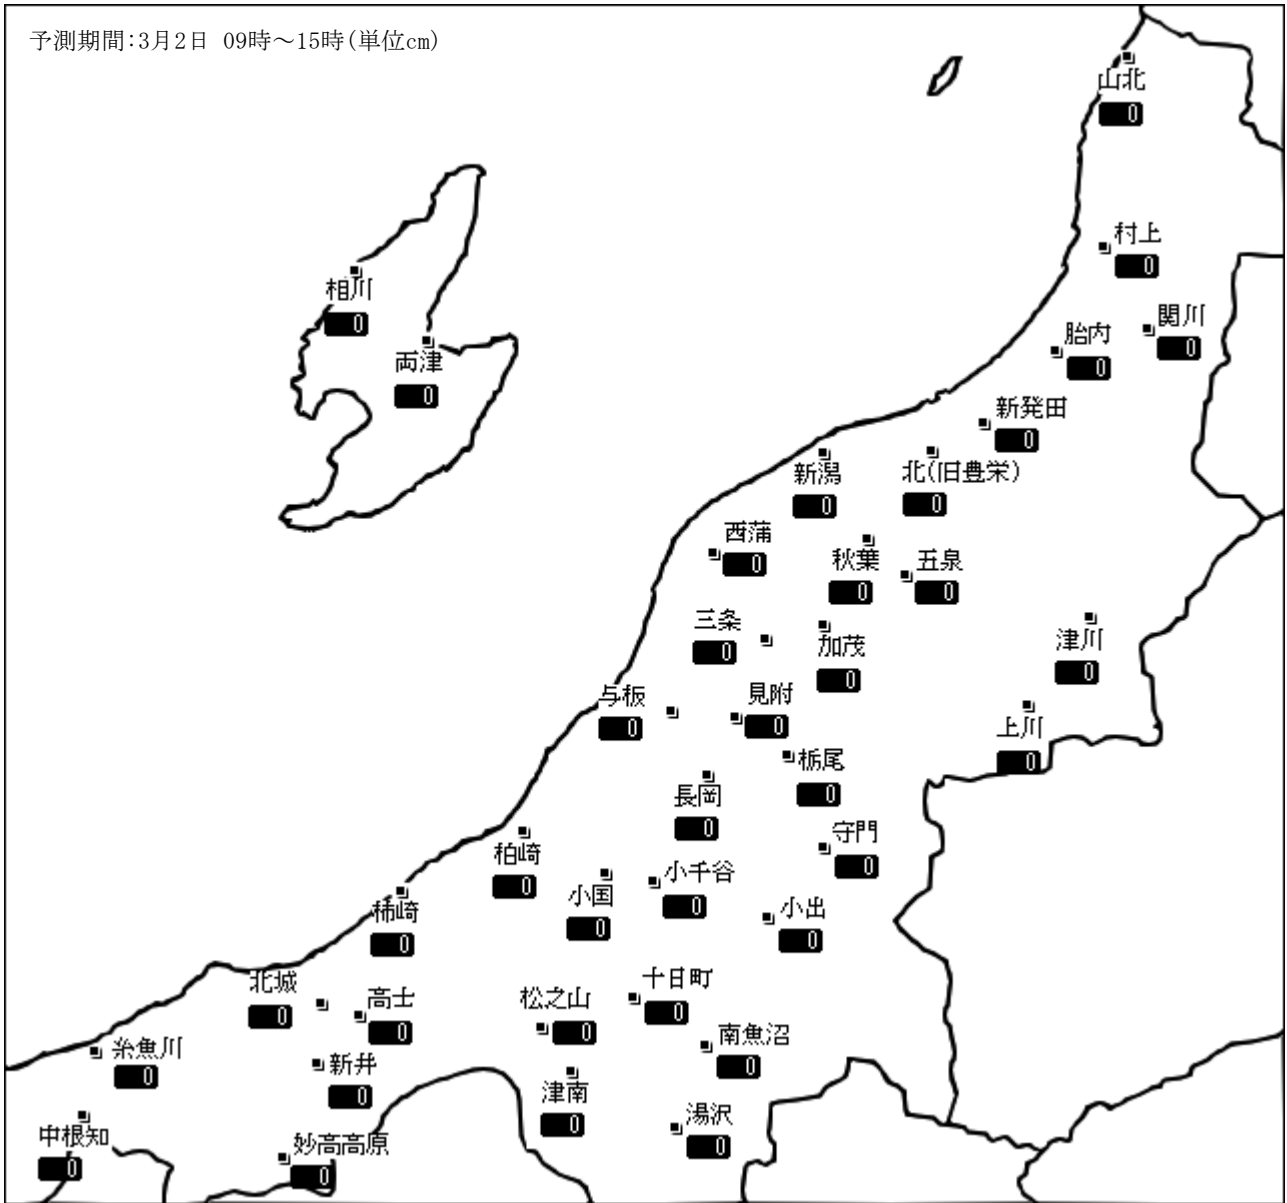 予測期間:3月2日 09時～15時(単位cm)
山北
0
村上
0
相川
0
関川
0
胎内
0
両津
0
新発田
0
新潟
0
北(旧豊栄)
0
西蒲
0
秋葉
0
五泉
0
三条
0
加茂
0
津川
0
与板
0
見附
0
上川
0
栃尾
0
長岡
0
守門
0
柏崎
0
小国
0
小千谷
0
小出
0
柿崎
0
北城
0
高士
0
松之山
0
十日町
0
南魚沼
0
糸魚川
0
新井
0
津南
0
湯沢
0
中根知
0
妙高高原
0